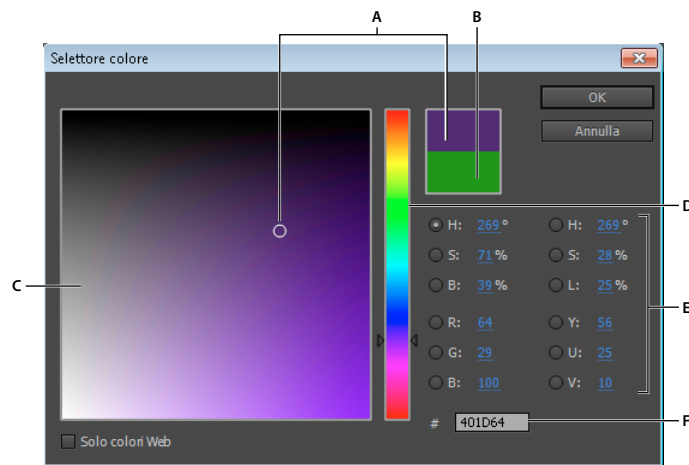 A
B
Selettore colore
OK
Annulla
D
H: 269 °
H: 269 °
S: 71 %
S: 28 %
C
B: 39 %
L: 25 %
E
R: 64
Y: 56
G: 29
U: 25
B: 100
V: 10
# 401D64
F
Solo colori Web